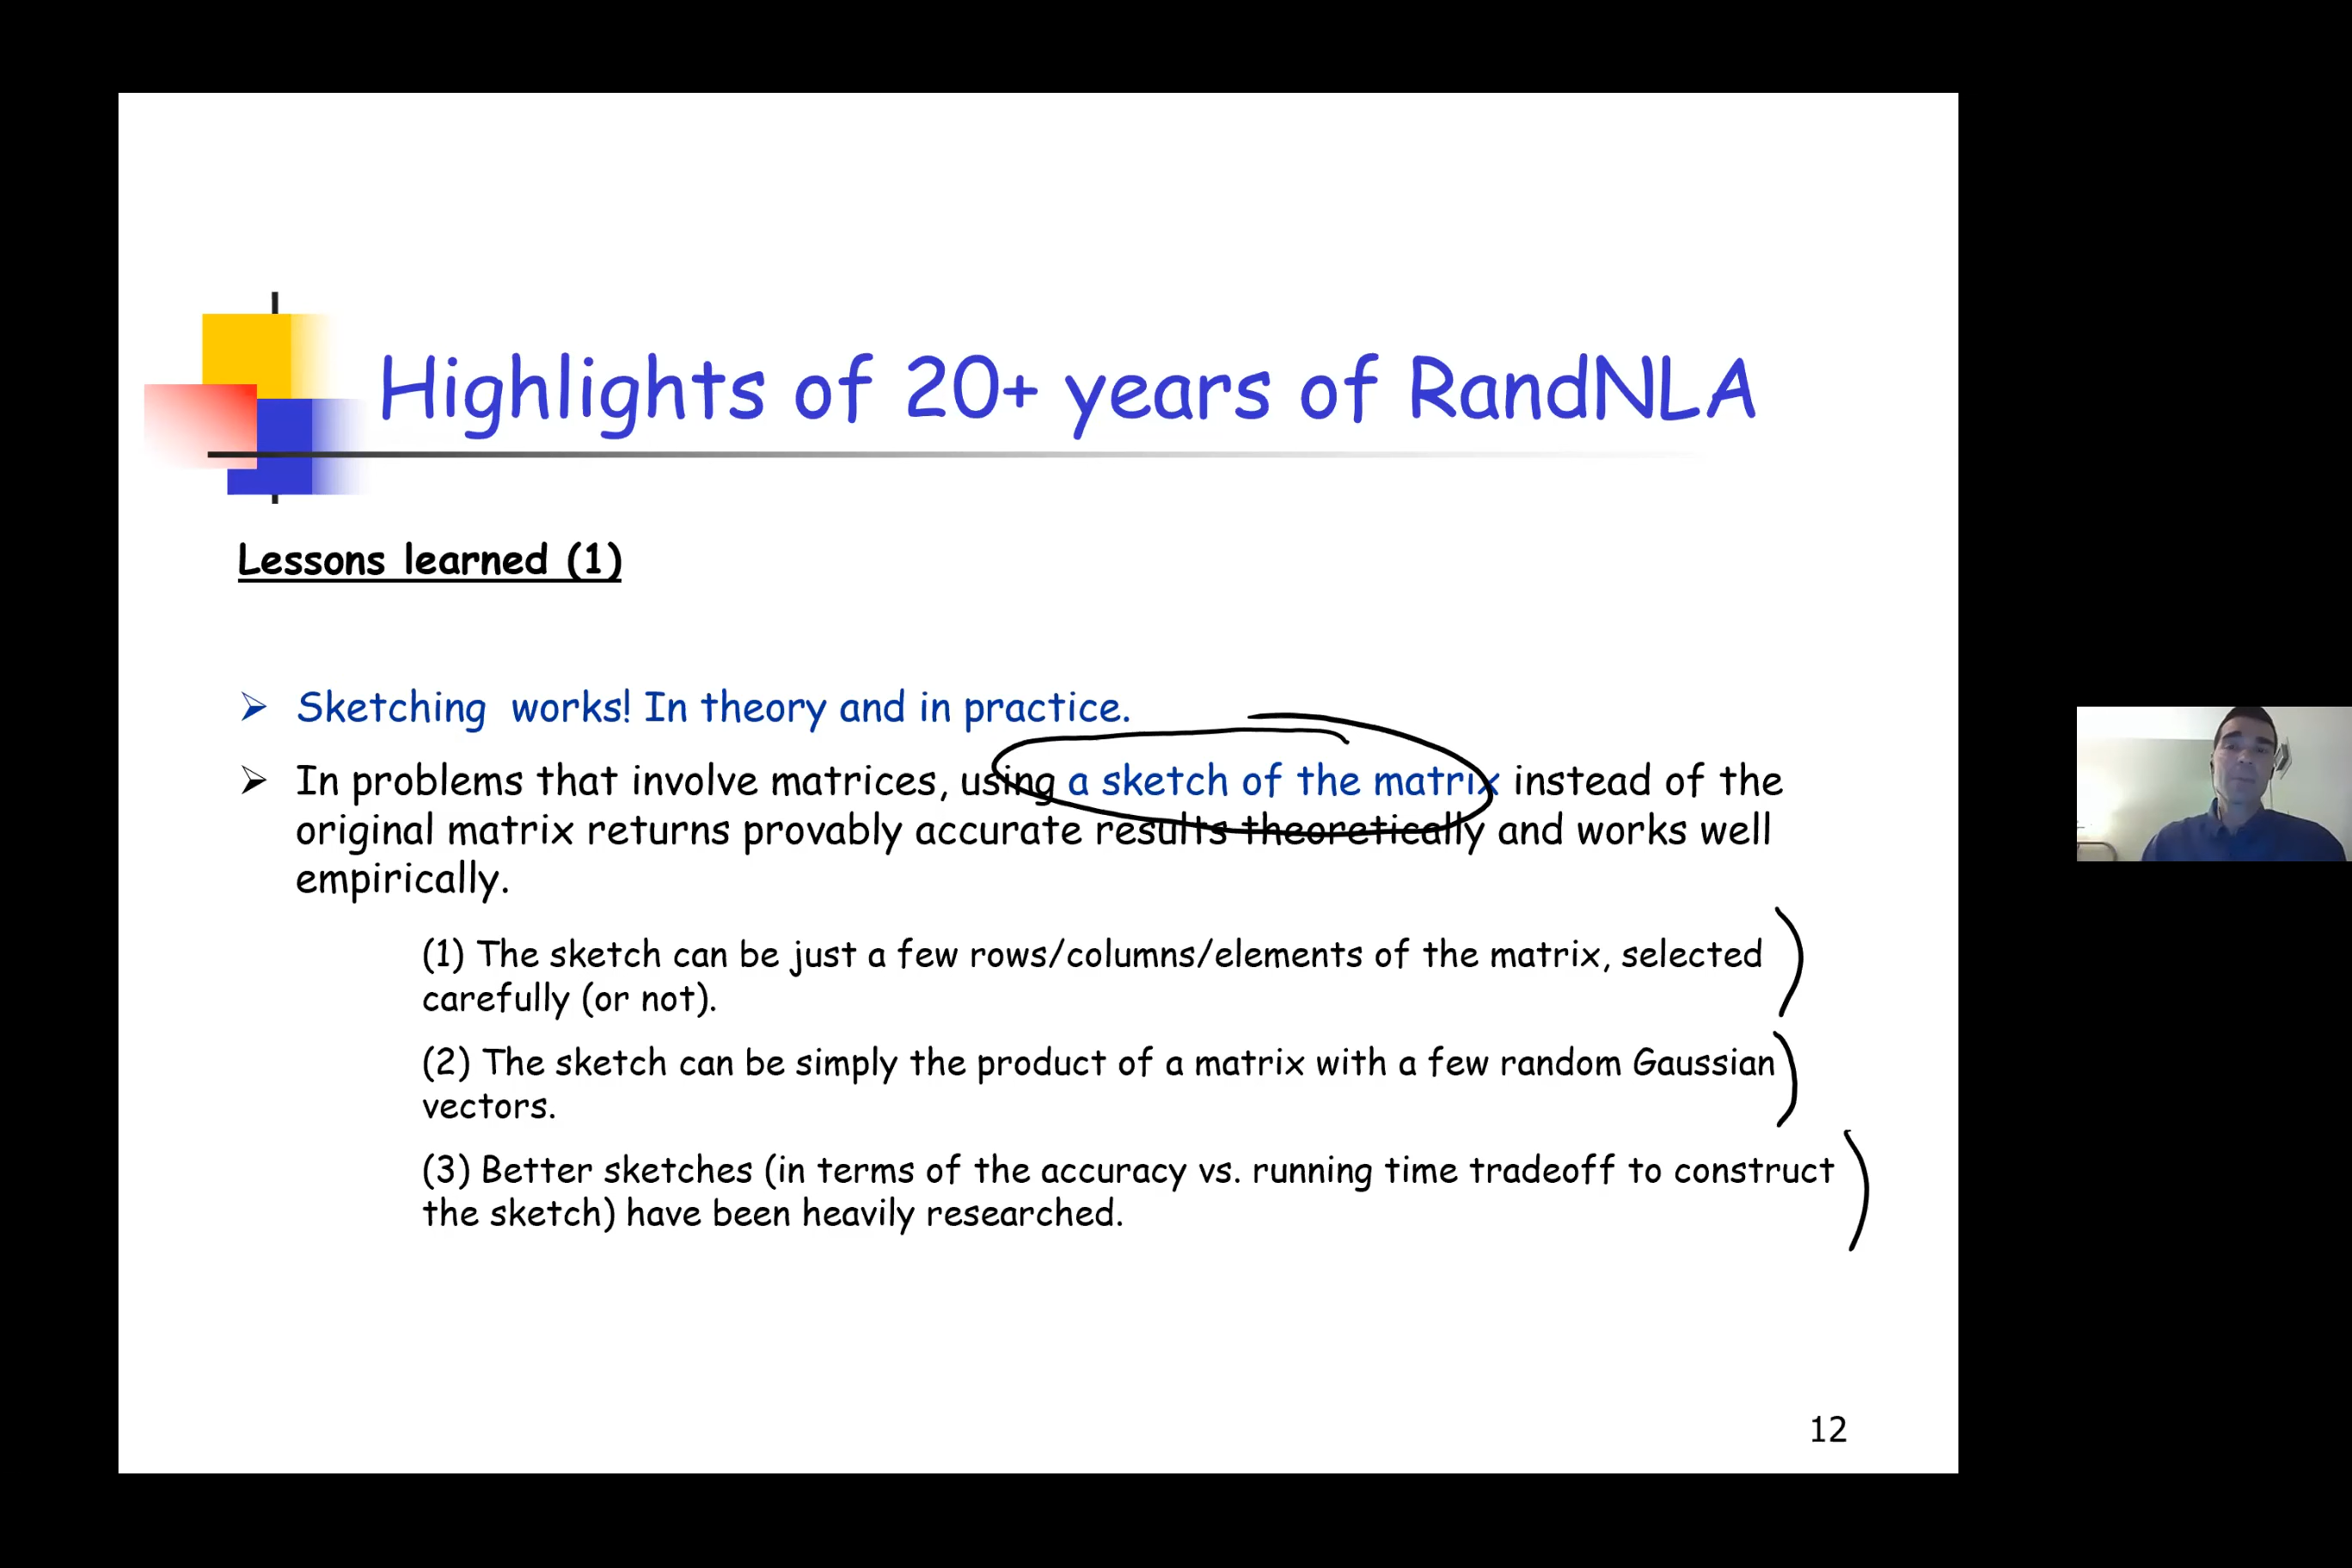 Highlights of 20+ years of RandNLA
Lessons learned (1)
Sketching works! In theory and in practice.
In problems that involve matrices, using a sketch of the matrix instead of the
original matrix returns provably accurate results theoretically and works well
empirically.
(1) The sketch can be just a few rows/columns/elements of the matrix, selected
carefully (or not).
(2) The sketch can be simply the product of a matrix with a few random Gaussian
vectors.
(3) Better sketches (in terms of the accuracy vs. running time tradeoff to construct
the sketch) have been heavily researched.
12